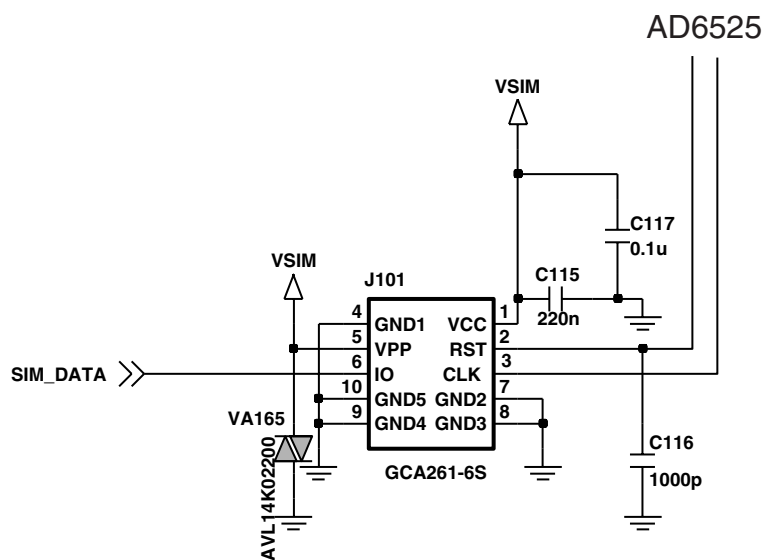 AD6525
VSIM
C117
0.1u
C115
220n
VSIM
J101
4 GND1 VCC 1
5 VPP RST 2
SIM_DATA 6 IO CLK 3
10 GND5 GND2 7
9 GND4 GND3 8
VA165
AVL14K02200
GCA261-6S
C116
1000p